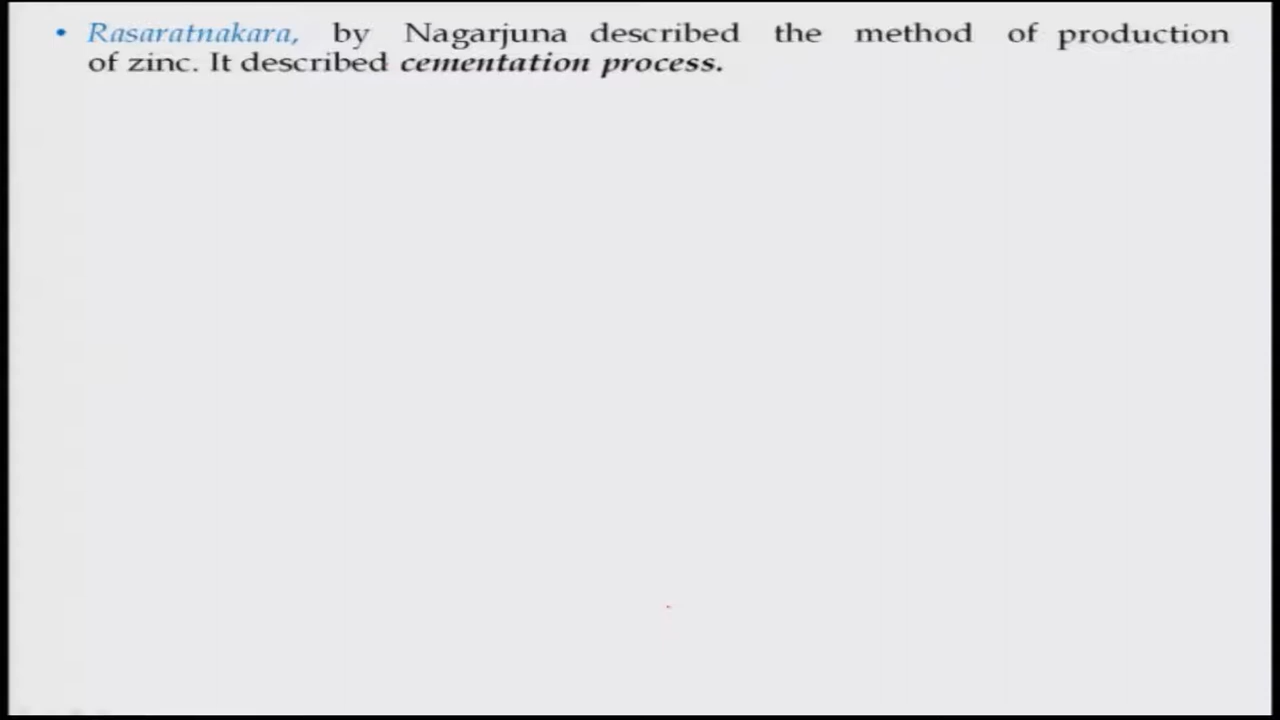 • Rasaratnakara, by Nagarjuna described the method of production
of zinc. It described cementation process.